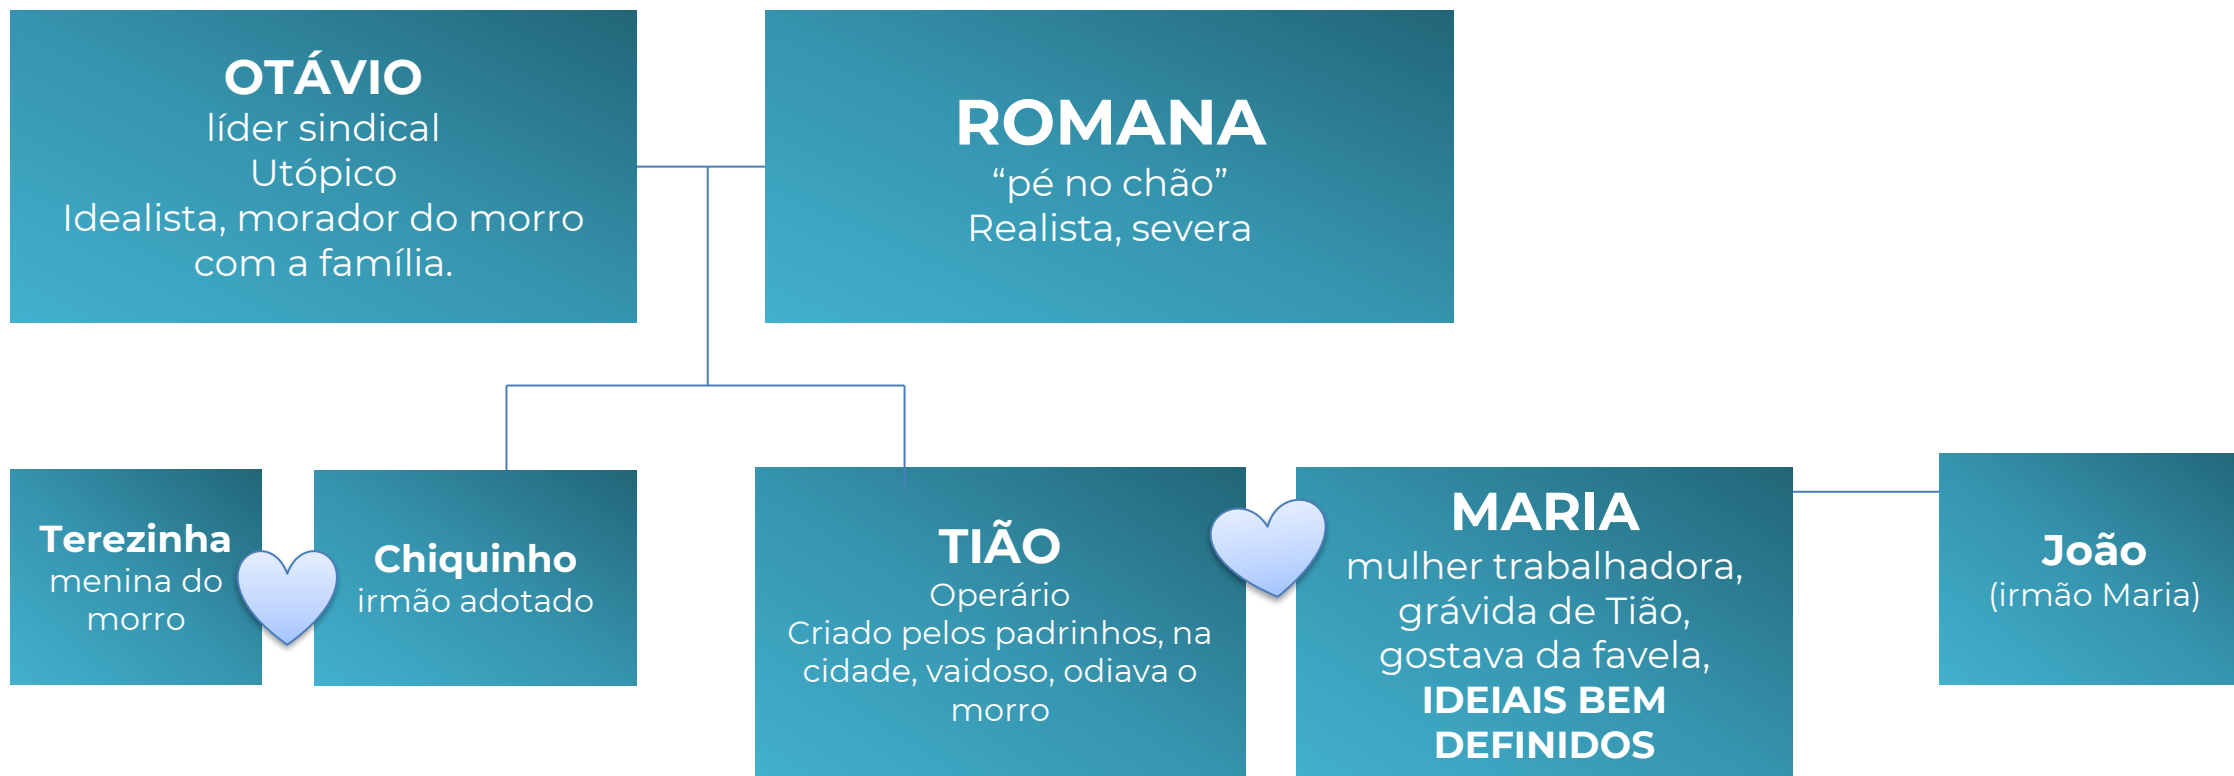 OTÁVIO
líder sindical
Utópico
Idealista, morador do morro
com a família.
ROMANA
“pé no chão”
Realista, severa
Terezinha
menina do
morro
Chiquinho
irmão adotado
TIÃO
Operário
Criado pelos padrinhos, na
cidade, vaidoso, odiava o
morro
MARIA
mulher trabalhadora,
grávida de Tião,
gostava da favela,
IDEIAIS BEM
DEFINIDOS
João
(irmão Maria)